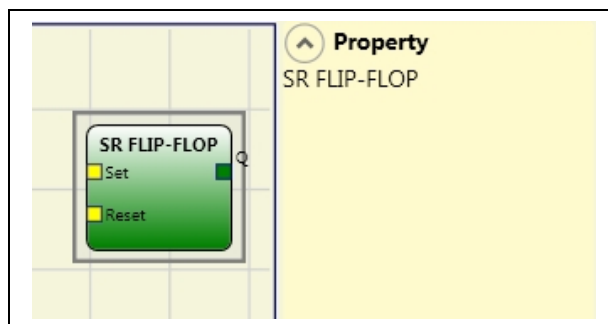 Property
SR FLIP-FLOP
SR FLIP-FLOP
Q
Set
Reset